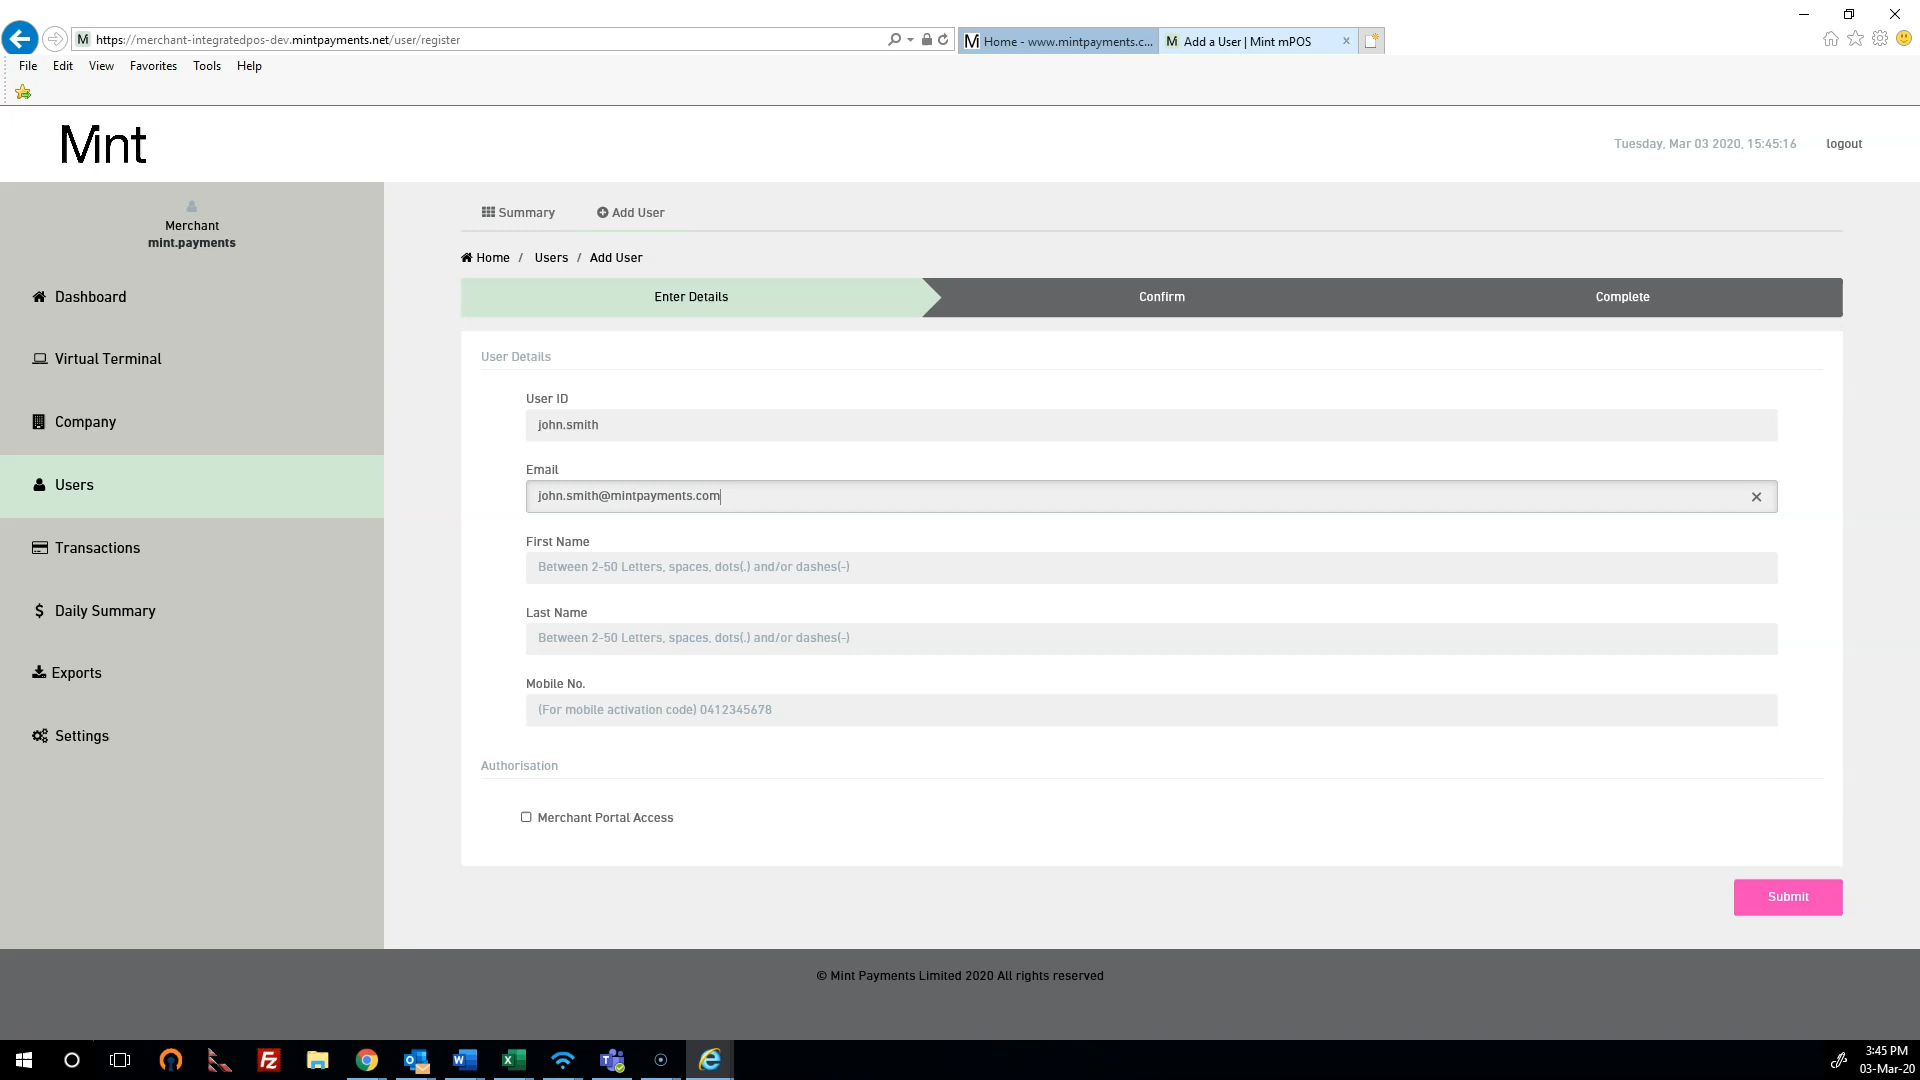 https://merchant-integratedpos-dev.mintpayments.net/user/register
Home - www.mintpayments.c...
Add a User | Mint mPOS
File Edit View Favorites Tools Help
Mint
Tuesday, Mar 03 2020, 15:45:16
logout
Merchant
mint.payments
Dashboard
Virtual Terminal
Company
Users
Transactions
$ Daily Summary
Exports
Settings
Summary
Add User
Home / Users / Add User
Enter Details
Confirm
Complete
User Details
User ID
john.smith
Email
john.smith@mintpayments.com
First Name
Between 2-50 Letters, spaces, dots(.) and/or dashes(-)
Last Name
Between 2-50 Letters, spaces, dots(.) and/or dashes(-)
Mobile No.
(For mobile activation code) 0412345678
Authorisation
Merchant Portal Access
Submit
© Mint Payments Limited 2020 All rights reserved
3:45 PM
03-Mar-20